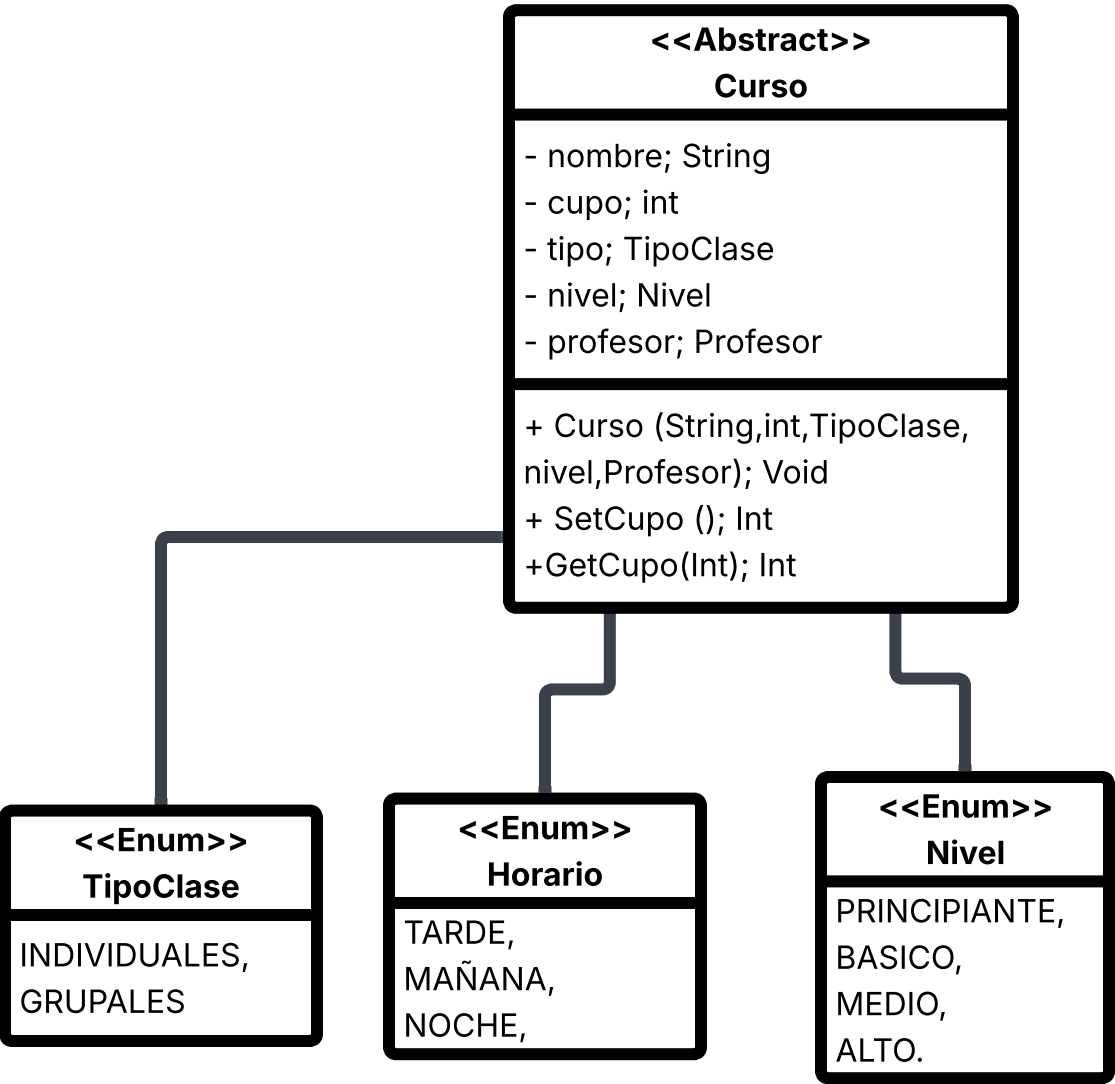 <<Abstract>>
Curso
- nombre; String
- cupo; int
- tipo; TipoClase
- nivel; Nivel
- profesor; Profesor
+ Curso (String,int,TipoClase,
nivel,Profesor); Void
+ SetCupo (); Int
+GetCupo(Int); Int
<<Enum>>
TipoClase
INDIVIDUALES,
GRUPALES
<<Enum>>
Horario
TARDE,
MAÑANA,
NOCHE,
<<Enum>>
Nivel
PRINCIPIANTE,
BASICO,
MEDIO,
ALTO.